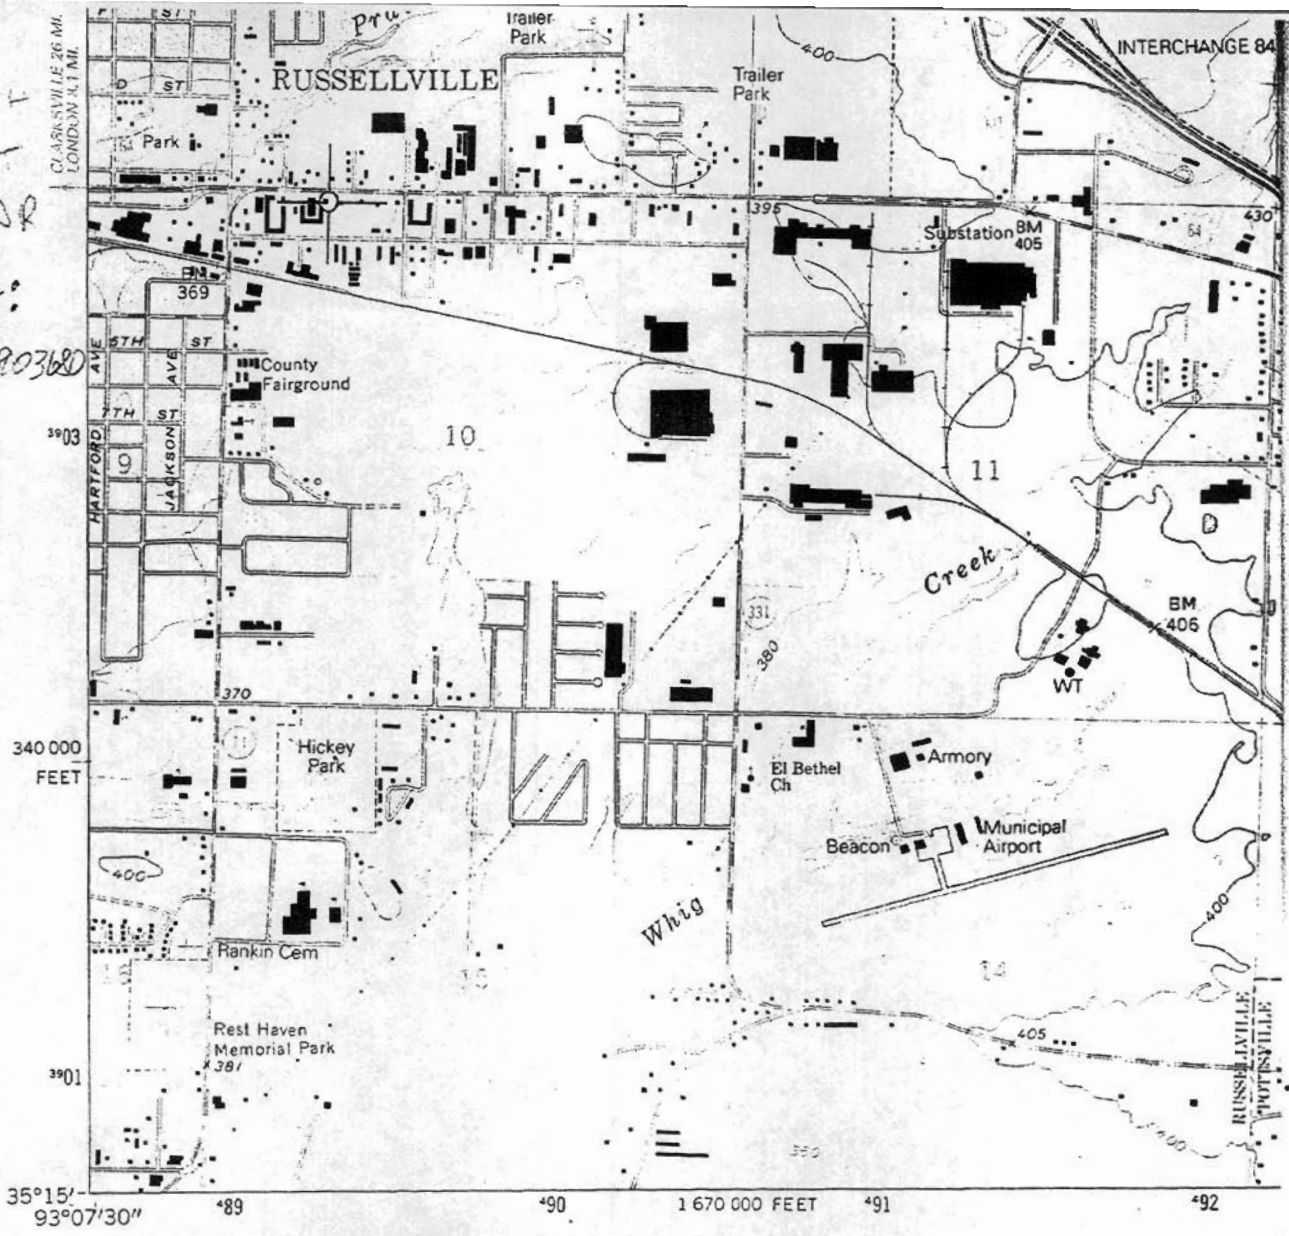 CLARKSVILLE 26 MI.
LONDON 8.1 MI.
ST
Trailer
Park
400
INTERCHANGE 84
D ST
RUSSELLVILLE
Trailer
Park
Park
395
430
Substation BM
405
64
BM
369
AVE
5TH ST
AVE
County
Fairground
7TH ST
3903
HARTFORD
9
JACKSON
10
11
Creek
331
380
BM
406
WT
370
340 000
FEET
Hickey
Park
El Bethel
Ch
Armory
Beacon
Municipal
Airport
400
400
Whig
Rankin Cem
15
14
Rest Haven
Memorial Park
381
405
RUSSELLVILLE
POTTSVILLE
3901
400
35°15'
93°07'30"
489
490
1 670 000 FEET
491
492